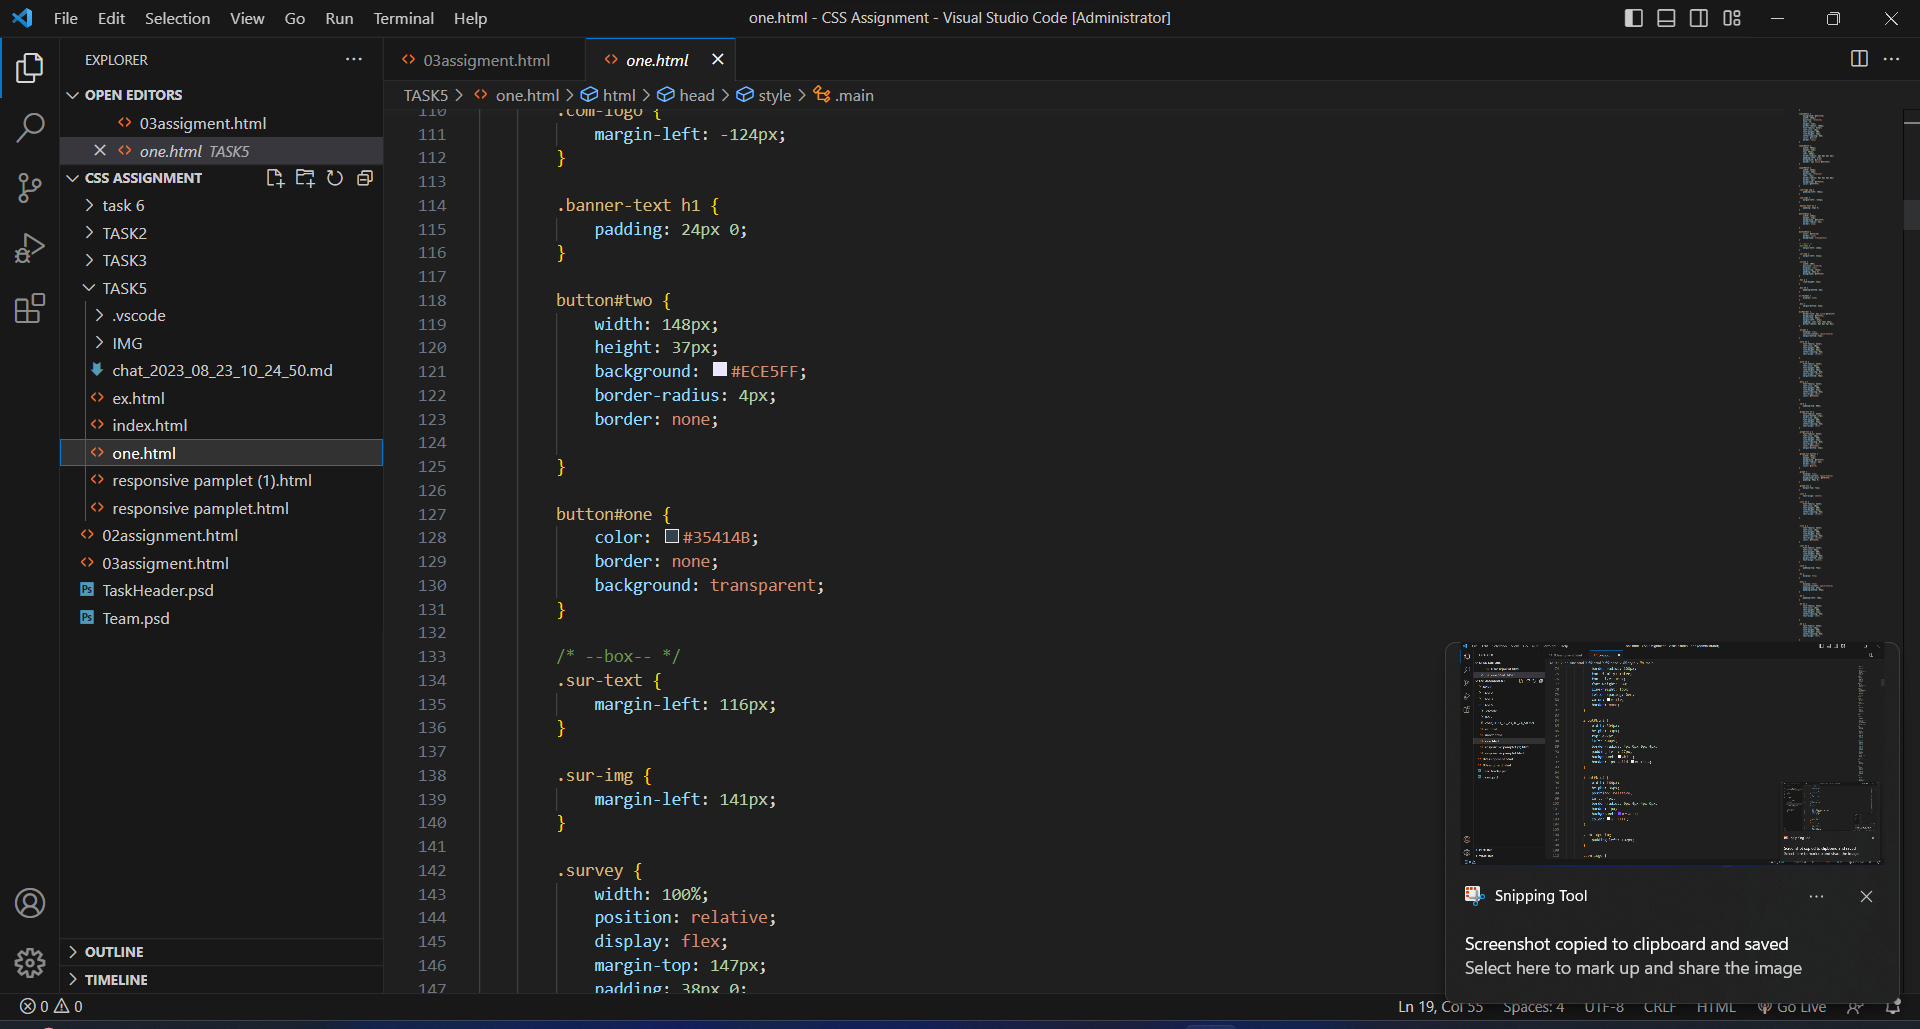 File Edit Selection View Go Run Terminal Help
one.html - CSS Assignment - Visual Studio Code [Administrator]
EXPLORER
OPEN EDITORS
03assigment.html
one.html TASK5
CSS ASSIGNMENT
task 6
TASK2
TASK3
TASK5
.vscode
IMG
chat_2023_08_23_10_24_50.md
ex.html
index.html
one.html
responsive pamplet (1).html
responsive pamplet.html
02assignment.html
03assigment.html
TaskHeader.psd
Team.psd
OUTLINE
TIMELINE
03assigment.html
one.html
TASK5 > one.html > html > head > style > .main
110 .com-logo {
111 margin-left: -124px;
112 }
113
114 .banner-text h1 {
115 padding: 24px 0;
116 }
117
118 button#two {
119 width: 148px;
120 height: 37px;
121 background: #ECE5FF;
122 border-radius: 4px;
123 border: none;
124
125 }
126
127 button#one {
128 color: #35414B;
129 border: none;
130 background: transparent;
131 }
132
133 /* --box-- */
134 .sur-text {
135 margin-left: 116px;
136 }
137
138 .sur-img {
139 margin-left: 141px;
140 }
141
142 .survey {
143 width: 100%;
144 position: relative;
145 display: flex;
146 margin-top: 147px;
147 padding: 38px 0;
Snipping Tool
Screenshot copied to clipboard and saved
Select here to mark up and share the image
0 0
Ln 19, Col 55 Spaces: 4 UTF-8 CRLF HTML Go Live